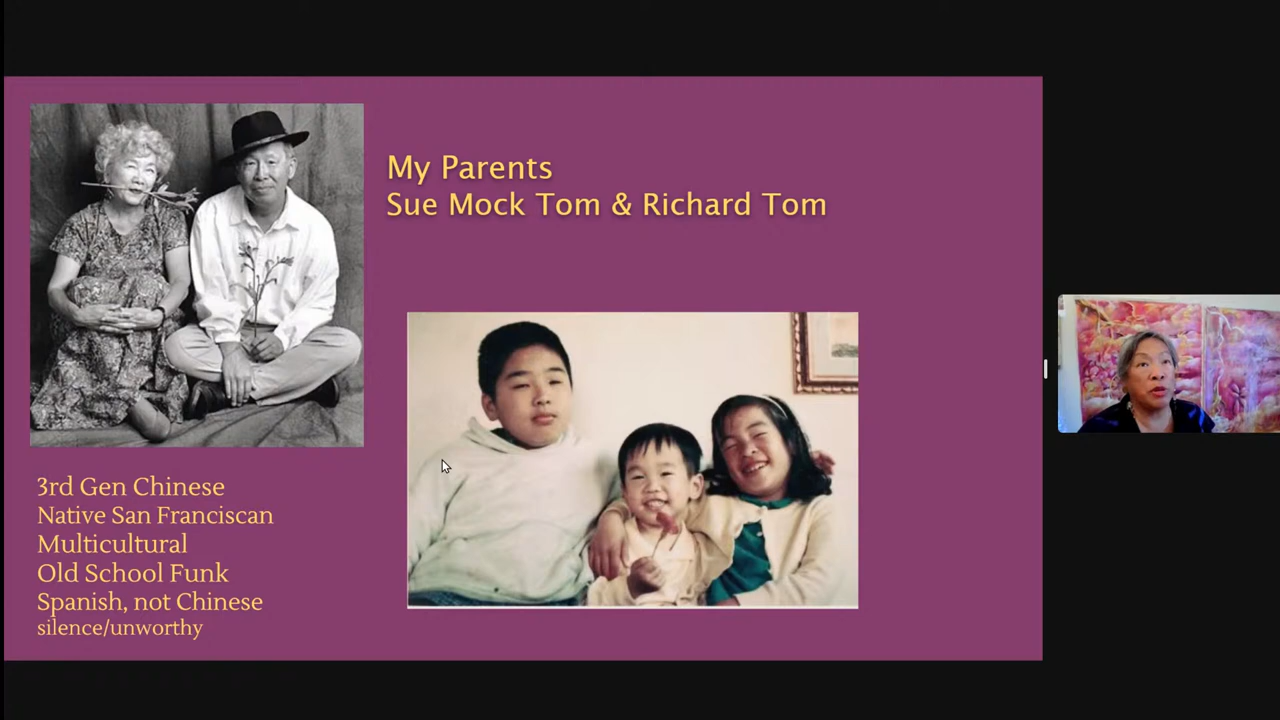 My Parents
Sue Mock Tom & Richard Tom
3rd Gen Chinese
Native San Franciscan
Multicultural
Old School Funk
Spanish, not Chinese
silence/unworthy